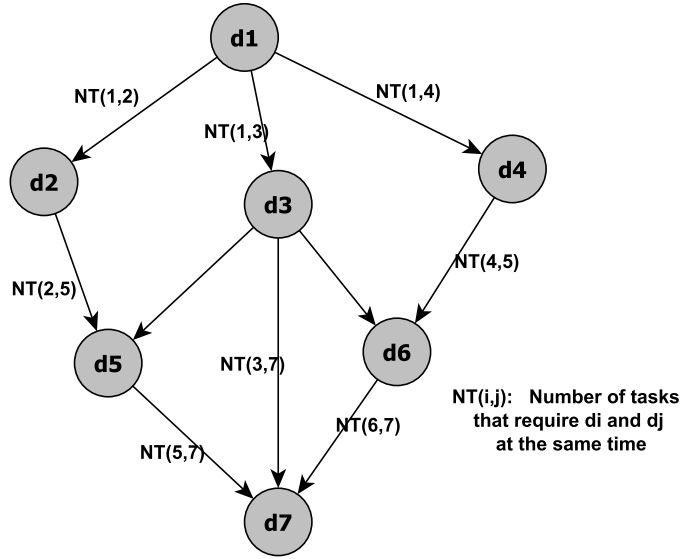 d1
NT(1,2)
NT(1,4)
NT(1,3)
d2
d4
d3
NT(2,5)
NT(4,5)
d5
d6
NT(3,7)
NT(i,j): Number of tasks
that require di and dj
at the same time
NT(6,7)
NT(5,7)
d7